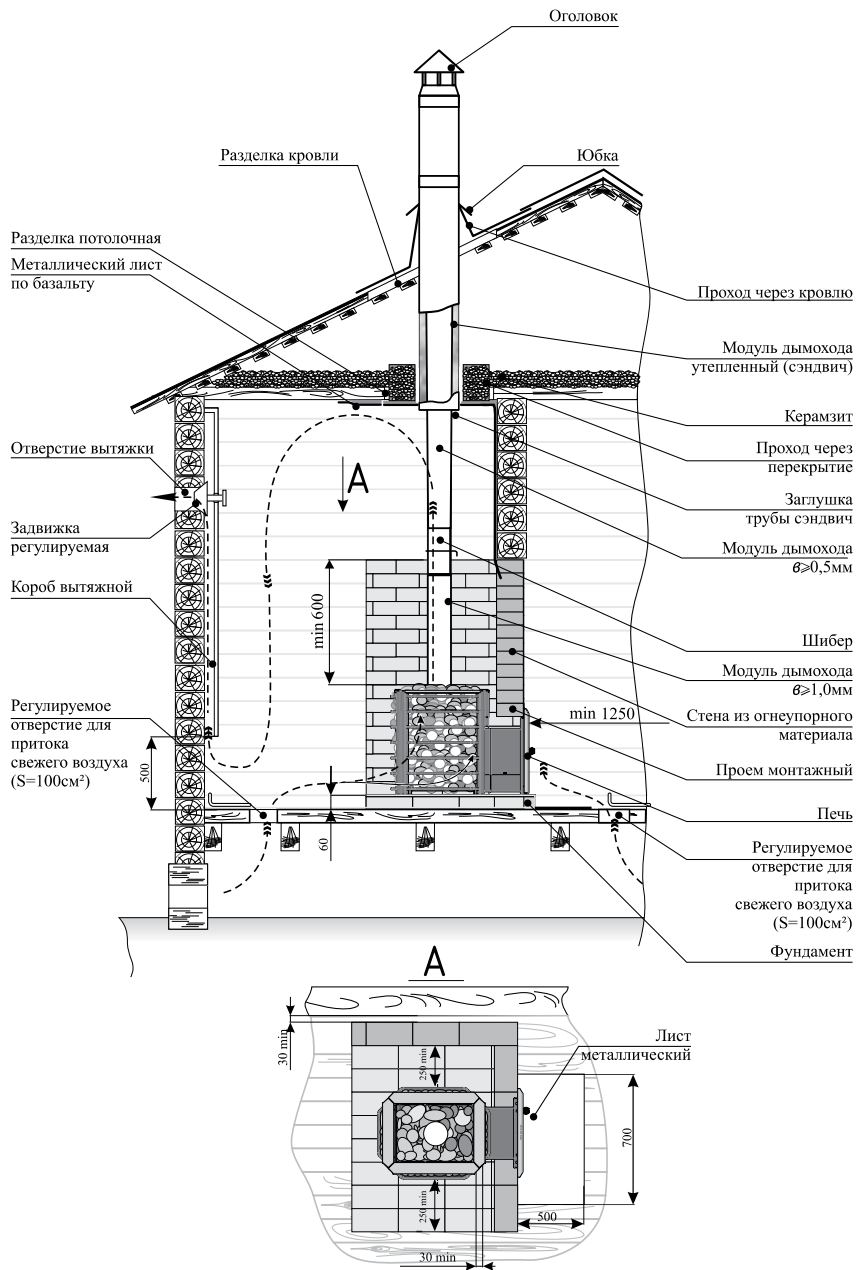 Оголовок
Разделка кровли
Юбка
Разделка потолочная
Металлический лист
по базальту
Проход через кровлю
Модуль дымохода
утепленный (сэндвич)
Керамзит
Отверстие вытяжки
Проход через
перекрытие
А
Заглушка
трубы сэндвич
Задвижка
регулируемая
Модуль дымохода
в⩾0,5мм
Короб вытяжной
min 600
Шибер
Модуль дымохода
в⩾1,0мм
Регулируемое
отверстие для
притока
свежего воздуха
(S=100см²)
min 1250
Стена из огнеупорного
материала
500
Проем монтажный
Печь
60
Регулируемое
отверстие для
притока
свежего воздуха
(S=100см²)
Фундамент
А
30 min
250 min
Лист
металлический
700
250 min
500
30 min